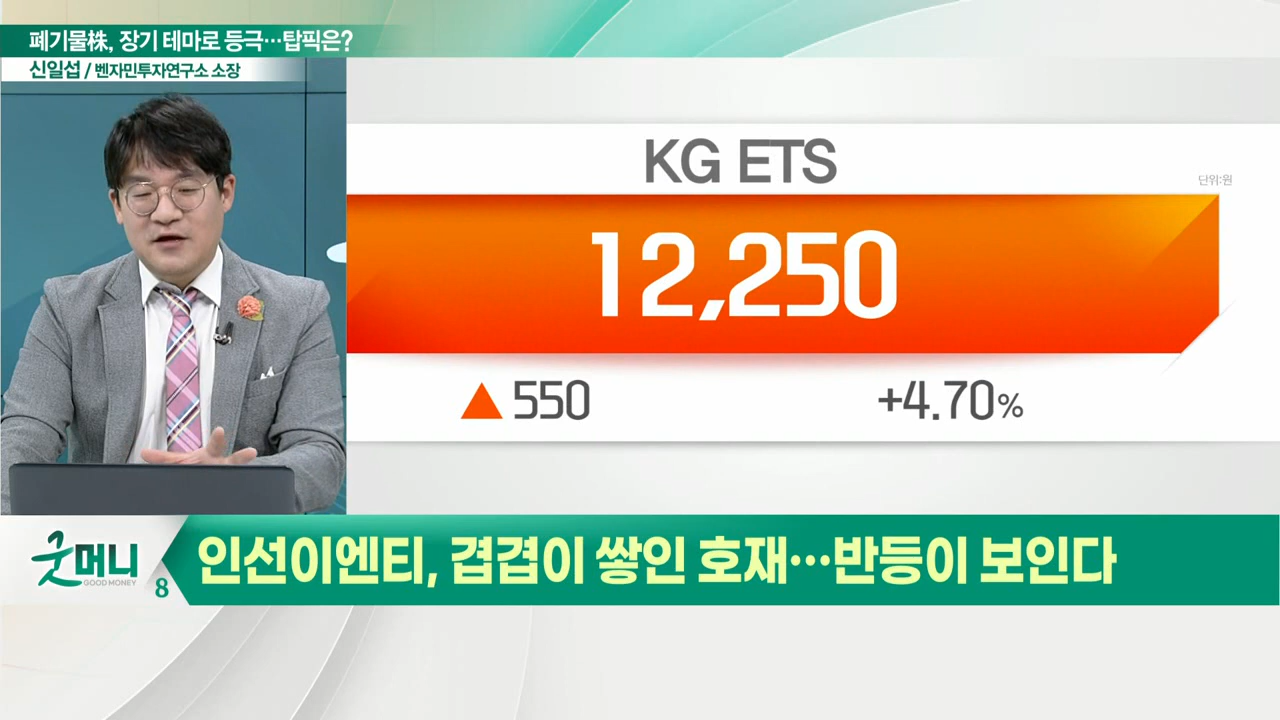 폐기물株, 장기 테마로 등극…탑픽은?
신일섭 / 벤자민투자연구소 소장
KG ETS
단위:원
12,250
▲ 550 +4.70%
굿머니
GOOD MONEY
8
인선이엔티, 겹겹이 쌓인 호재…반등이 보인다